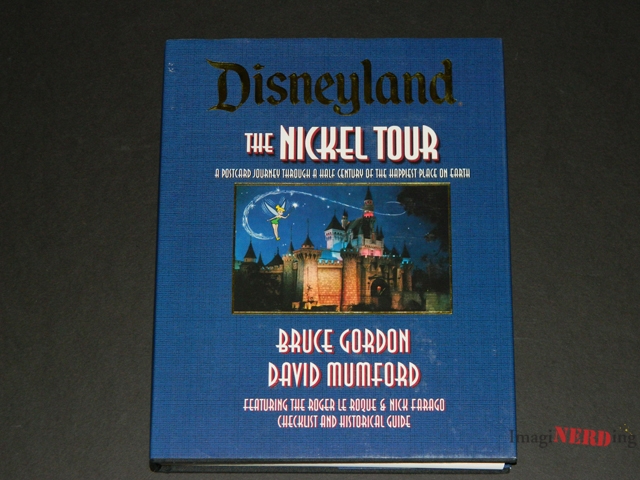 Disneyland
THE NICKEL TOUR
A POSTCARD JOURNEY THROUGH A HALF CENTURY OF THE HAPPIEST PLACE ON EARTH
BRUCE GORDON
DAVID MUMFORD
FEATURING THE ROGER LE ROQUE & NICK FARAGO
CHECKLIST AND HISTORICAL GUIDE
ImagiNERDing